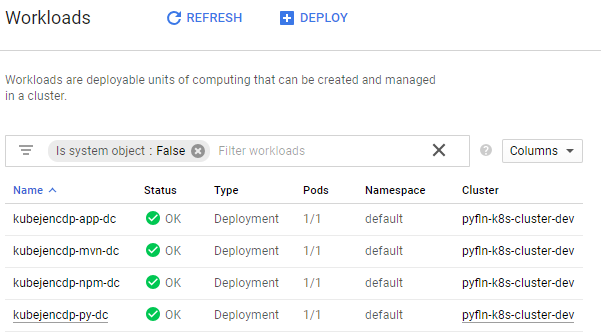 Workloads REFRESH DEPLOY
Workloads are deployable units of computing that can be created and managed
in a cluster.
Is system object : False Filter workloads Columns
Name Status Type Pods Namespace Cluster
kubejencdp-app-dc OK Deployment 1/1 default pyfln-k8s-cluster-dev
kubejencdp-mvn-dc OK Deployment 1/1 default pyfln-k8s-cluster-dev
kubejencdp-npm-dc OK Deployment 1/1 default pyfln-k8s-cluster-dev
kubejencdp-py-dc OK Deployment 1/1 default pyfln-k8s-cluster-dev